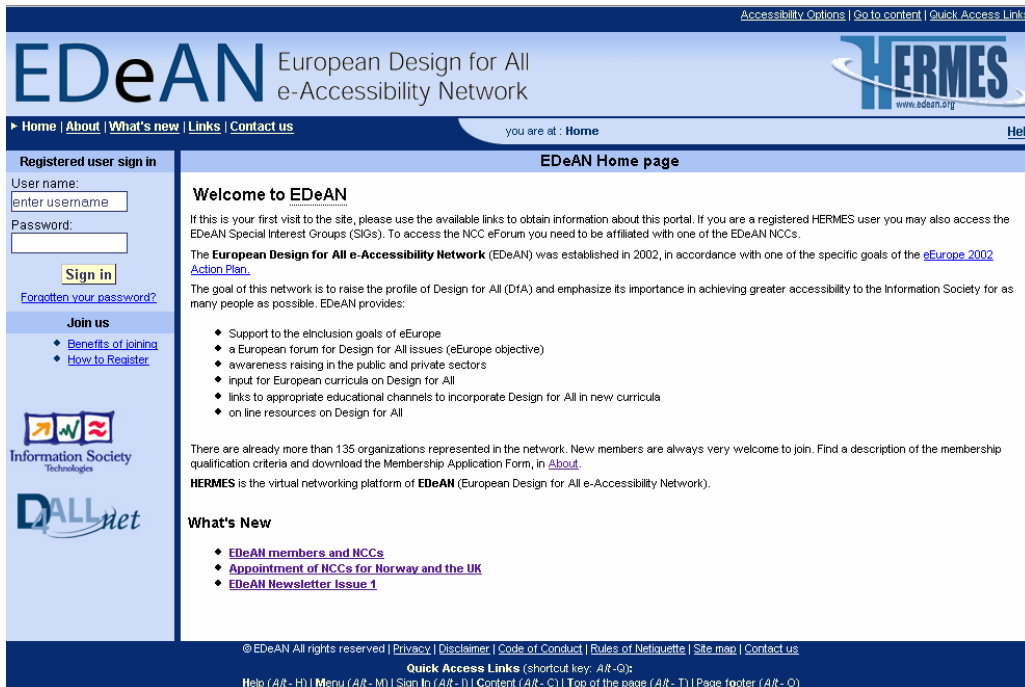 Accessibility Options | Go to content | Quick Access Links
EDeAN European Design for All
e-Accessibility Network
HERMES
www.edean.org
Home | About | What's new | Links | Contact us
you are at : Home
Hel
Registered user sign in
User name:
enter username
Password:
Sign in
Forgotten your password?
Join us
Benefits of joining
How to Register
Information Society
Technologies
D4ALLnet
EDeAN Home page
Welcome to EDeAN
If this is your first visit to the site, please use the available links to obtain information about this portal. If you are a registered HERMES user you may also access the
EDeAN Special Interest Groups (SIGs). To access the NCC eForum you need to be affiliated with one of the EDeAN NCCs.
The European Design for All e-Accessibility Network (EDeAN) was established in 2002, in accordance with one of the specific goals of the eEurope 2002
Action Plan.
The goal of this network is to raise the profile of Design for All (DfA) and emphasize its importance in achieving greater accessibility to the Information Society for as
many people as possible. EDeAN provides:
Support to the eInclusion goals of eEurope
a European forum for Design for All issues (eEurope objective)
awareness raising in the public and private sectors
input for European curricula on Design for All
links to appropriate educational channels to incorporate Design for All in new curricula
on line resources on Design for All
There are already more than 135 organizations represented in the network. New members are always very welcome to join. Find a description of the membership
qualification criteria and download the Membership Application Form, in About.
HERMES is the virtual networking platform of EDeAN (European Design for All e-Accessibility Network).
What's New
EDeAN members and NCCs
Appointment of NCCs for Norway and the UK
EDeAN Newsletter Issue 1
© EDeAN All rights reserved | Privacy | Disclaimer | Code of Conduct | Rules of Netiquette | Site map | Contact us
Quick Access Links (shortcut key: Alt-Q):
Help (Alt - H) | Menu (Alt - M) | Sign In (Alt - I) | Content (Alt - C) | Top of the page (Alt - T) | Page footer (Alt - O)